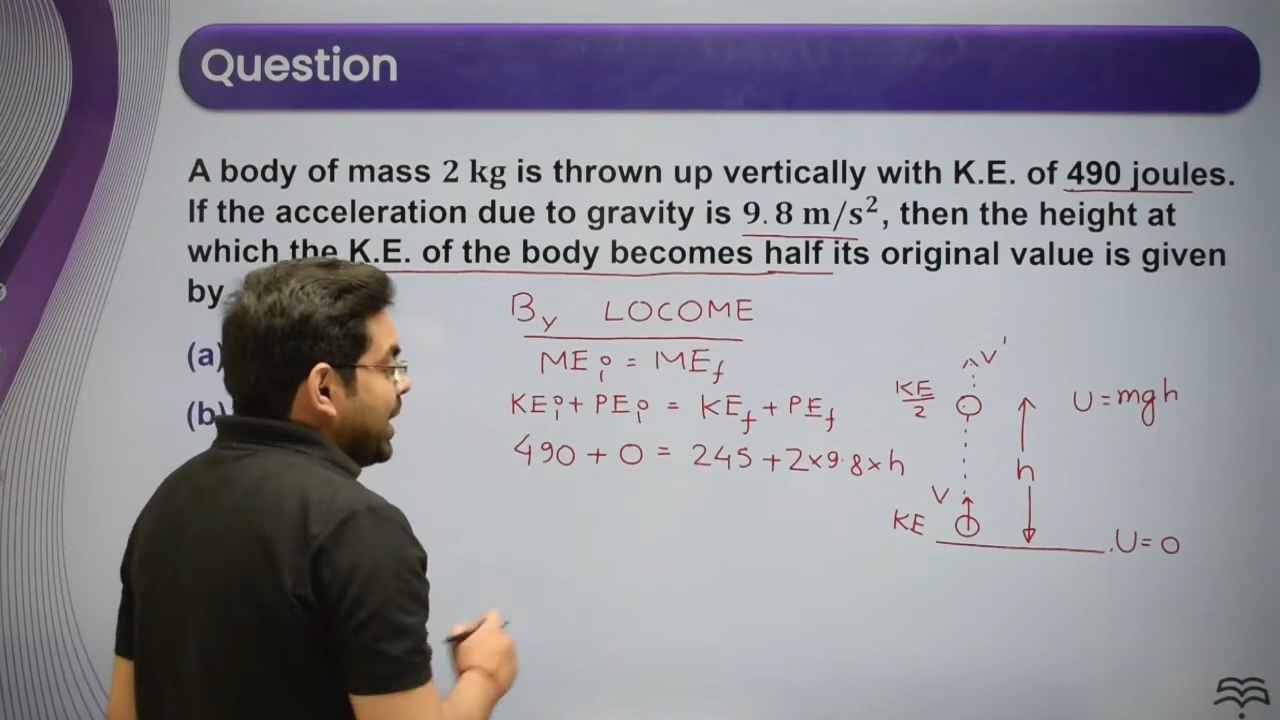 Question
A body of mass 2 kg is thrown up vertically with K.E. of 490 joules.
If the acceleration due to gravity is 9.8 m/s², then the height at
which the K.E. of the body becomes half its original value is given
by
(a)
(b)
By LOCOME
MEi = MEf
KEi + PEi = KEf + PEf
490 + 0 = 245 + 2×9.8×h
V'
KE/2
U = mgh
h
V
KE
U = 0